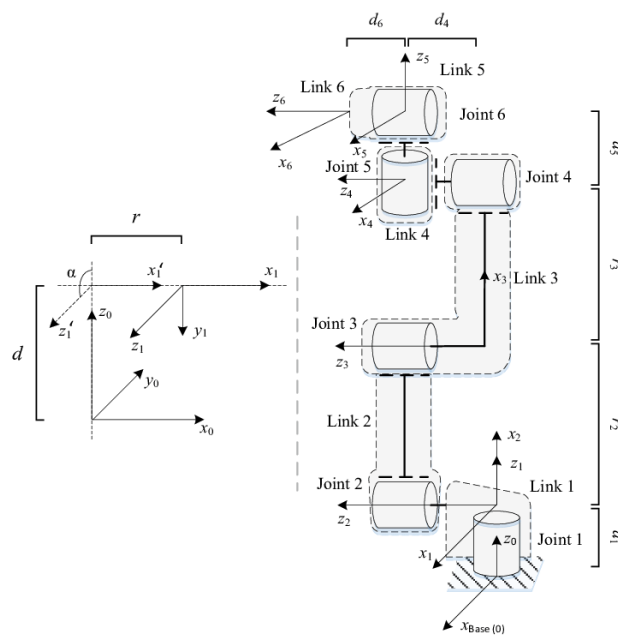 d₆ d₄
z₅ Link 5
Link 6
z₆ Joint 6
x₆ x₅
Joint 5 Joint 4
z₄
x₄
Link 4
r
x₃ Link 3
α x₁′ x₁
z₁′ z₀
z₁ y₁
d
y₀
x₀
Joint 3
z₃
Link 2
x₂
z₁
Joint 2 Link 1
z₂
z₀ Joint 1
x₁
x Base (0)